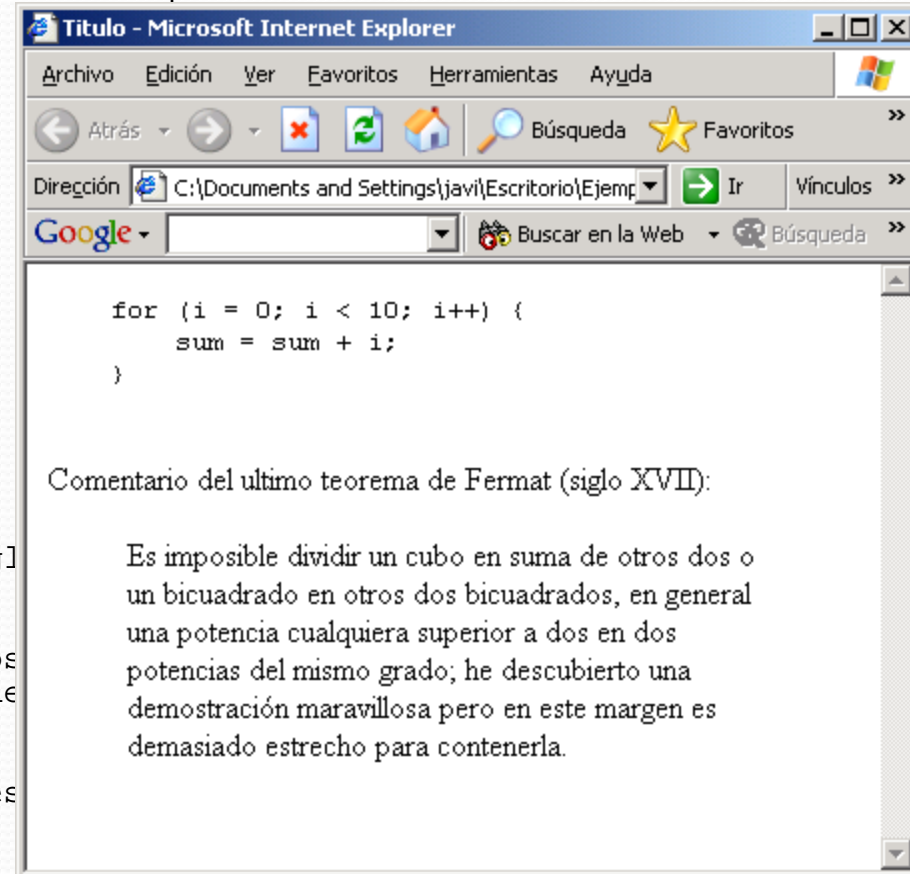 Titulo - Microsoft Internet Explorer
Archivo Edición Ver Favoritos Herramientas Ayuda
Atrás Búsqueda Favoritos »
Dirección C:\Documents and Settings\javi\Escritorio\Ejemp Ir Vínculos »
Google Buscar en la Web Búsqueda »
for (i = 0; i < 10; i++) {
sum = sum + i;
}
Comentario del ultimo teorema de Fermat (siglo XVII):
Es imposible dividir un cubo en suma de otros dos o
un bicuadrado en otros dos bicuadrados, en general
una potencia cualquiera superior a dos en dos
potencias del mismo grado; he descubierto una
demostración maravillosa pero en este margen es
demasiado estrecho para contenerla.